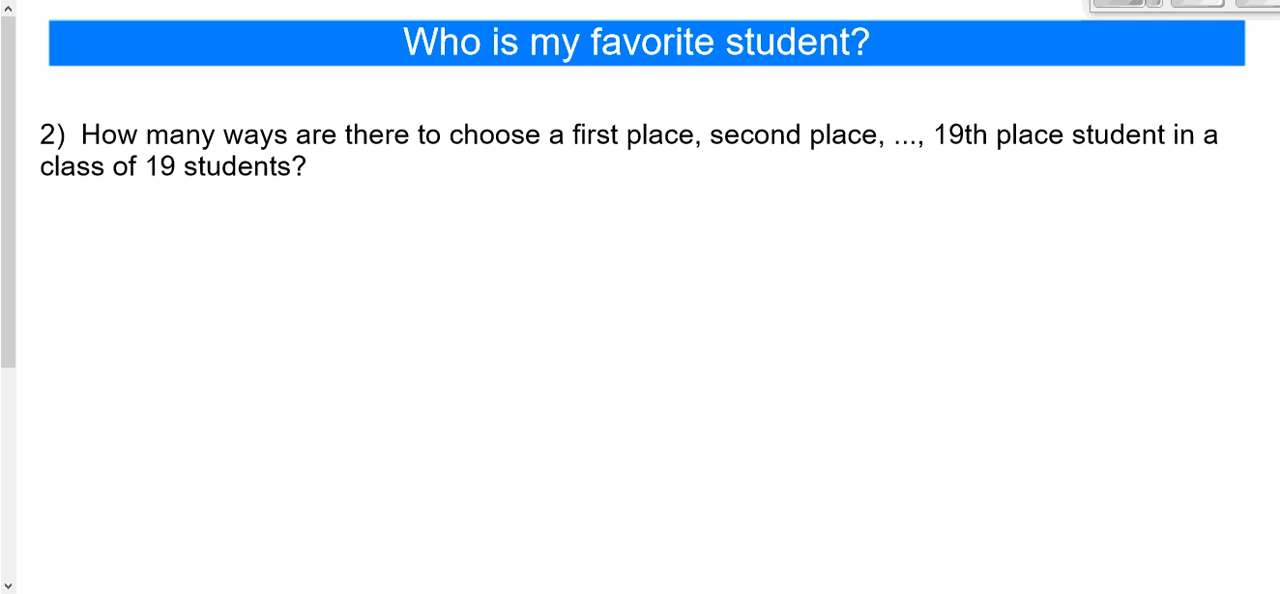 Who is my favorite student?
2)  How many ways are there to choose a first place, second place, ..., 19th place student in a
class of 19 students?